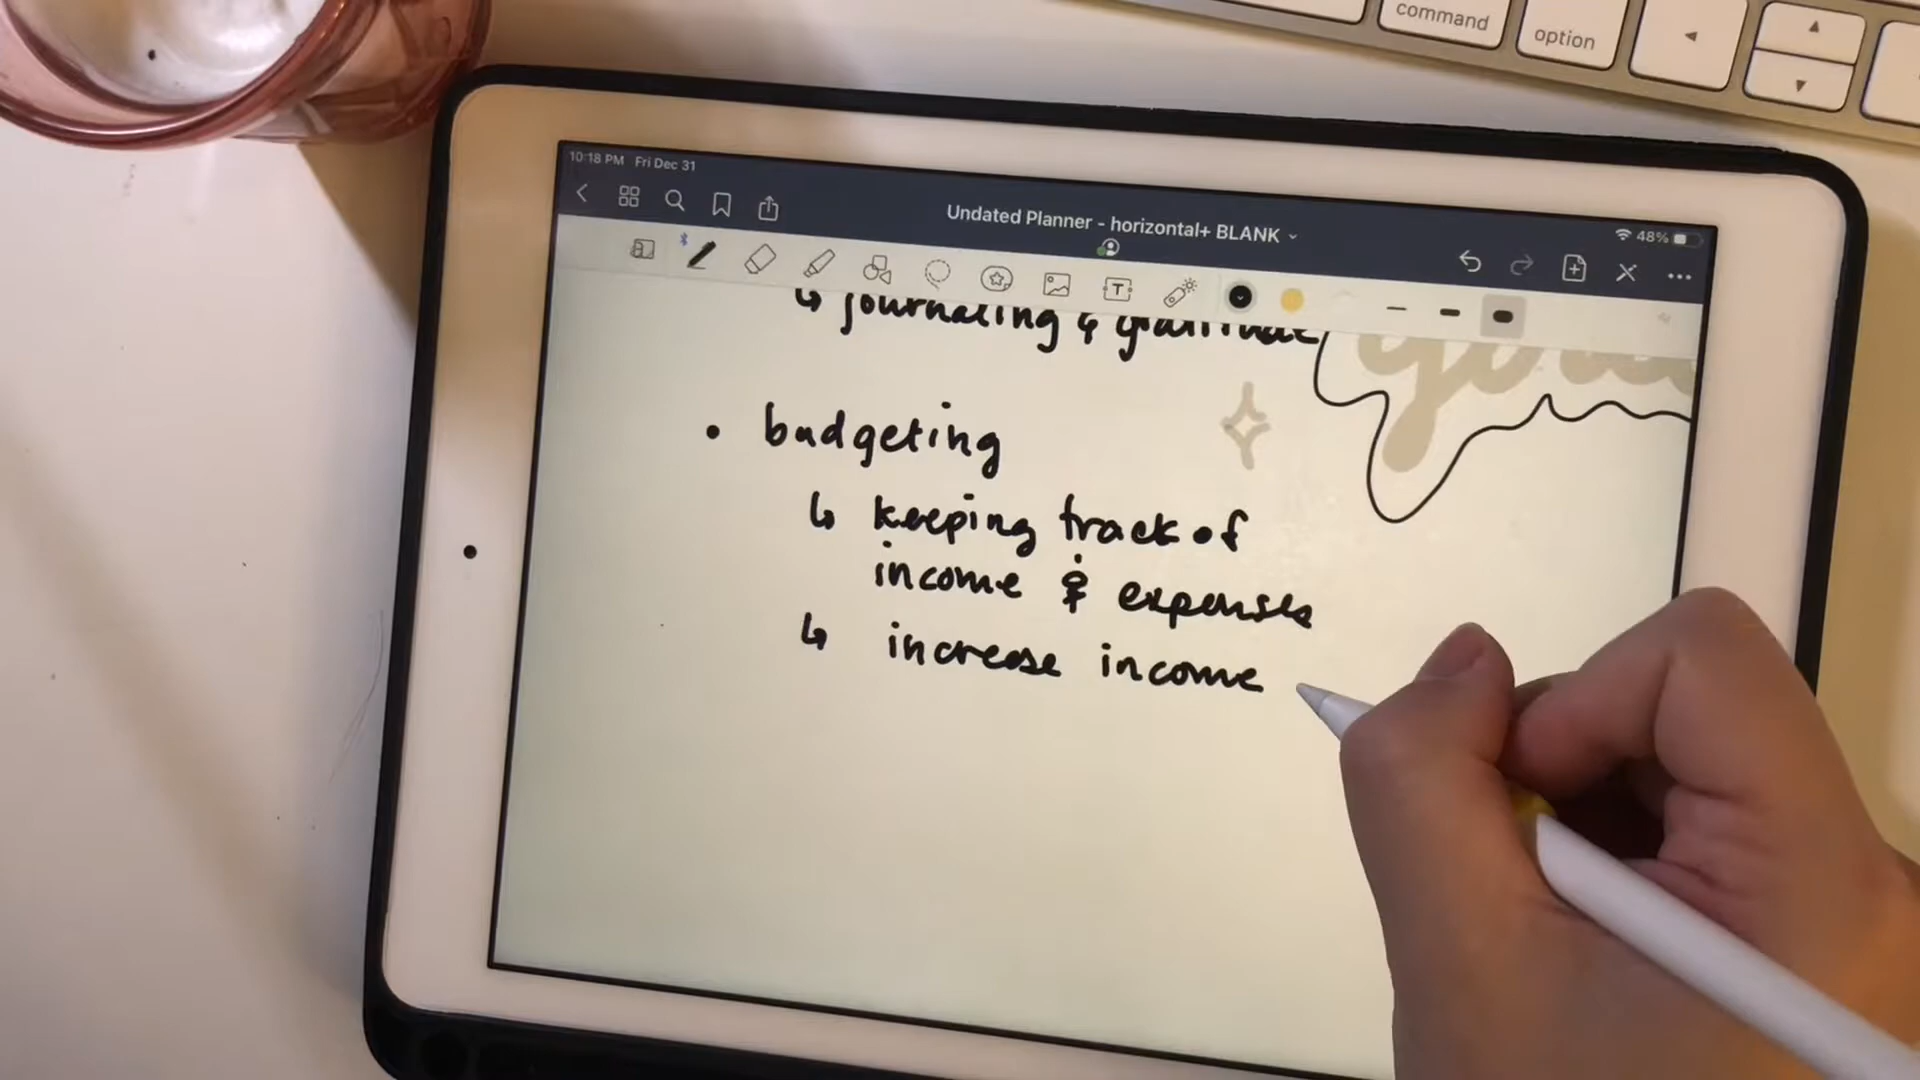 command
option
10:18 PM Fri Dec 31
Undated Planner - horizontal+ BLANK
48%
T
↳ journaling & gratitude
• budgeting
↳ keeping track of
income & expenses
↳ increase income